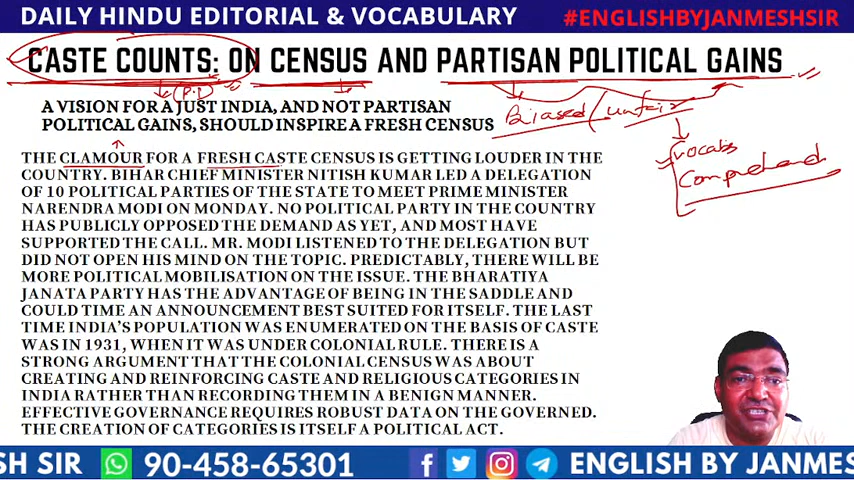 DAILY HINDU EDITORIAL & VOCABULARY
#ENGLISHBYJANMESHSIR
CASTE COUNTS: ON CENSUS AND PARTISAN POLITICAL GAINS
(P.P)
Biased / unfair
A VISION FOR A JUST INDIA, AND NOT PARTISAN
POLITICAL GAINS, SHOULD INSPIRE A FRESH CENSUS
vocabs
Comprehend
THE CLAMOUR FOR A FRESH CASTE CENSUS IS GETTING LOUDER IN THE
COUNTRY. BIHAR CHIEF MINISTER NITISH KUMAR LED A DELEGATION
OF 10 POLITICAL PARTIES OF THE STATE TO MEET PRIME MINISTER
NARENDRA MODI ON MONDAY. NO POLITICAL PARTY IN THE COUNTRY
HAS PUBLICLY OPPOSED THE DEMAND AS YET, AND MOST HAVE
SUPPORTED THE CALL. MR. MODI LISTENED TO THE DELEGATION BUT
DID NOT OPEN HIS MIND ON THE TOPIC. PREDICTABLY, THERE WILL BE
MORE POLITICAL MOBILISATION ON THE ISSUE. THE BHARATIYA
JANATA PARTY HAS THE ADVANTAGE OF BEING IN THE SADDLE AND
COULD TIME AN ANNOUNCEMENT BEST SUITED FOR ITSELF. THE LAST
TIME INDIA'S POPULATION WAS ENUMERATED ON THE BASIS OF CASTE
WAS IN 1931, WHEN IT WAS UNDER COLONIAL RULE. THERE IS A
STRONG ARGUMENT THAT THE COLONIAL CENSUS WAS ABOUT
CREATING AND REINFORCING CASTE AND RELIGIOUS CATEGORIES IN
INDIA RATHER THAN RECORDING THEM IN A BENIGN MANNER.
EFFECTIVE GOVERNANCE REQUIRES ROBUST DATA ON THE GOVERNED.
THE CREATION OF CATEGORIES IS ITSELF A POLITICAL ACT.
SH SIR 90-458-65301 ENGLISH BY JANMES